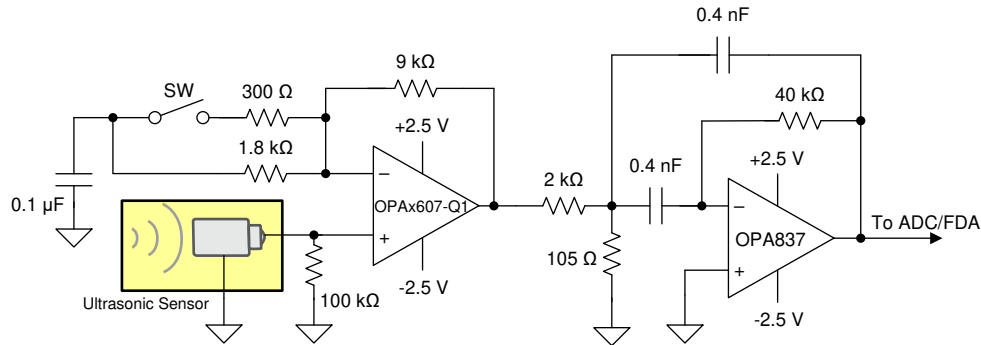 0.4 nF
9 kΩ
SW
300 Ω
40 kΩ
+2.5 V
1.8 kΩ
+2.5 V
0.4 nF
−
2 kΩ
0.1 µF
OPAx607-Q1
−
OPA837
To ADC/FDA
+
105 Ω
+
-2.5 V
100 kΩ
Ultrasonic Sensor
-2.5 V